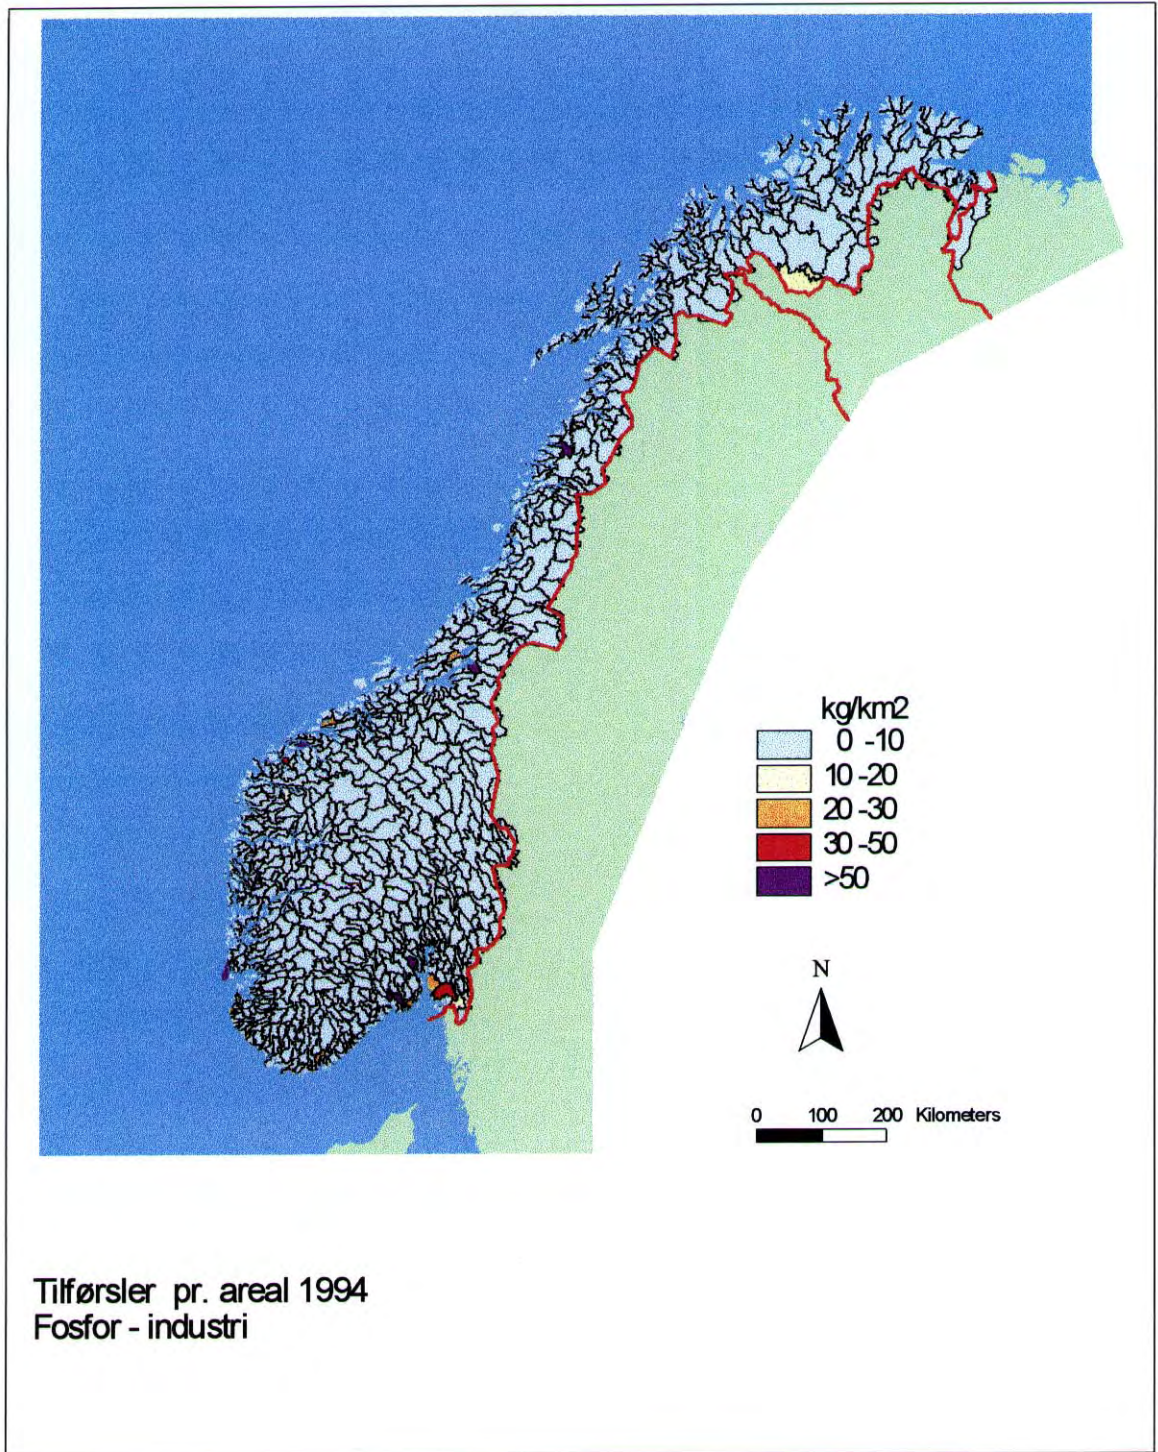 kg/km2
0 -10
10 -20
20 -30
30 -50
>50
N
0 100 200 Kilometers
Tilførsler pr. areal 1994
Fosfor - industri